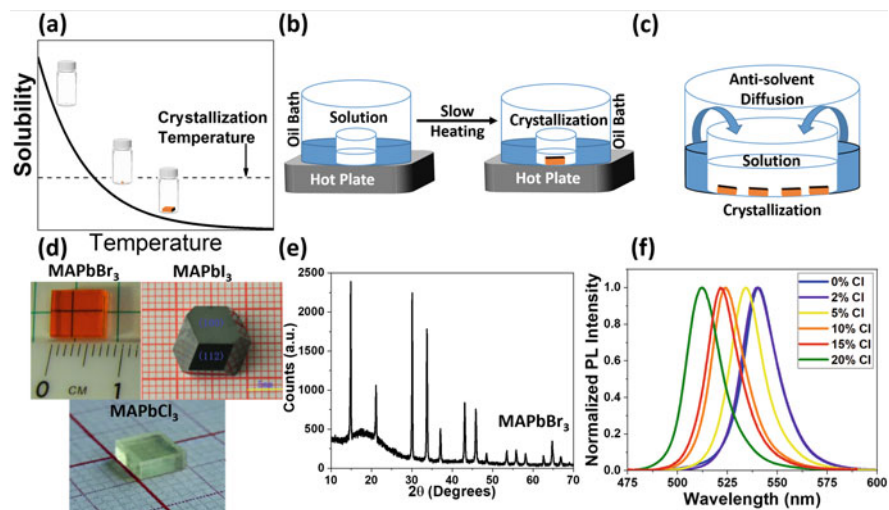 (a)
Solubility
Crystallization
Temperature
Temperature
(b)
Oil Bath
Solution
Hot Plate
Slow
Heating
Crystallization
Oil Bath
Hot Plate
(c)
Anti-solvent
Diffusion
Solution
Crystallization
(d)
MAPbBr3
MAPbI3
0 CM 1
(112)
MAPbCl3
(e)
Counts (a.u.)
2500
2000
1500
1000
500
0
10 20 30 40 50 60 70
2θ (Degrees)
MAPbBr3
(f)
Normalized PL Intensity
1.0
0.8
0.6
0.4
0.2
0.0
475 500 525 550 575 600
Wavelength (nm)
0% Cl
2% Cl
5% Cl
10% Cl
15% Cl
20% Cl